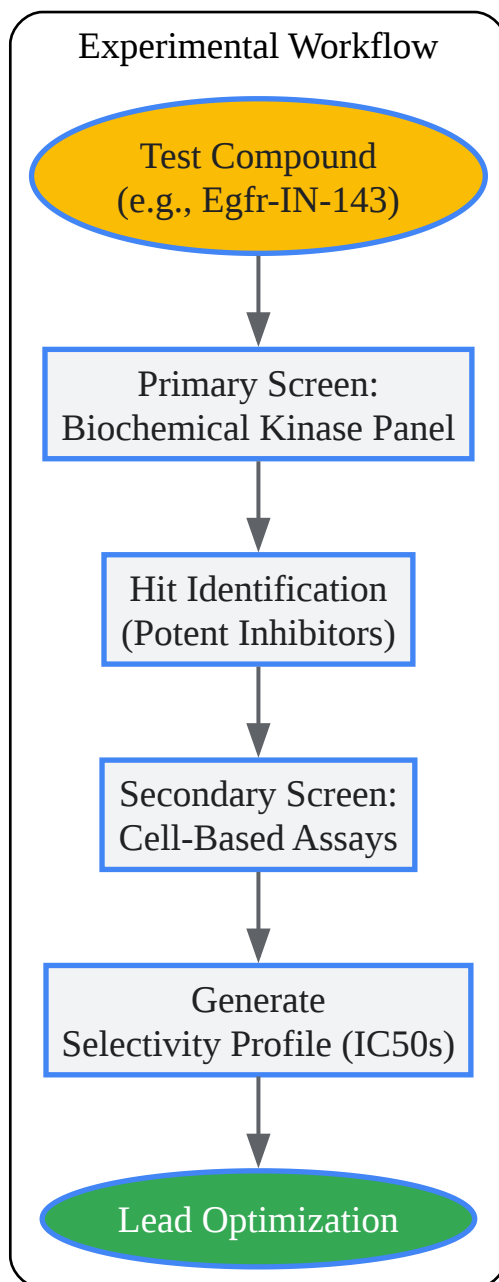 Experimental Workflow
Test Compound
(e.g., Egfr-IN-143)
Primary Screen:
Biochemical Kinase Panel
Hit Identification
(Potent Inhibitors)
Secondary Screen:
Cell-Based Assays
Generate
Selectivity Profile (IC50s)
Lead Optimization